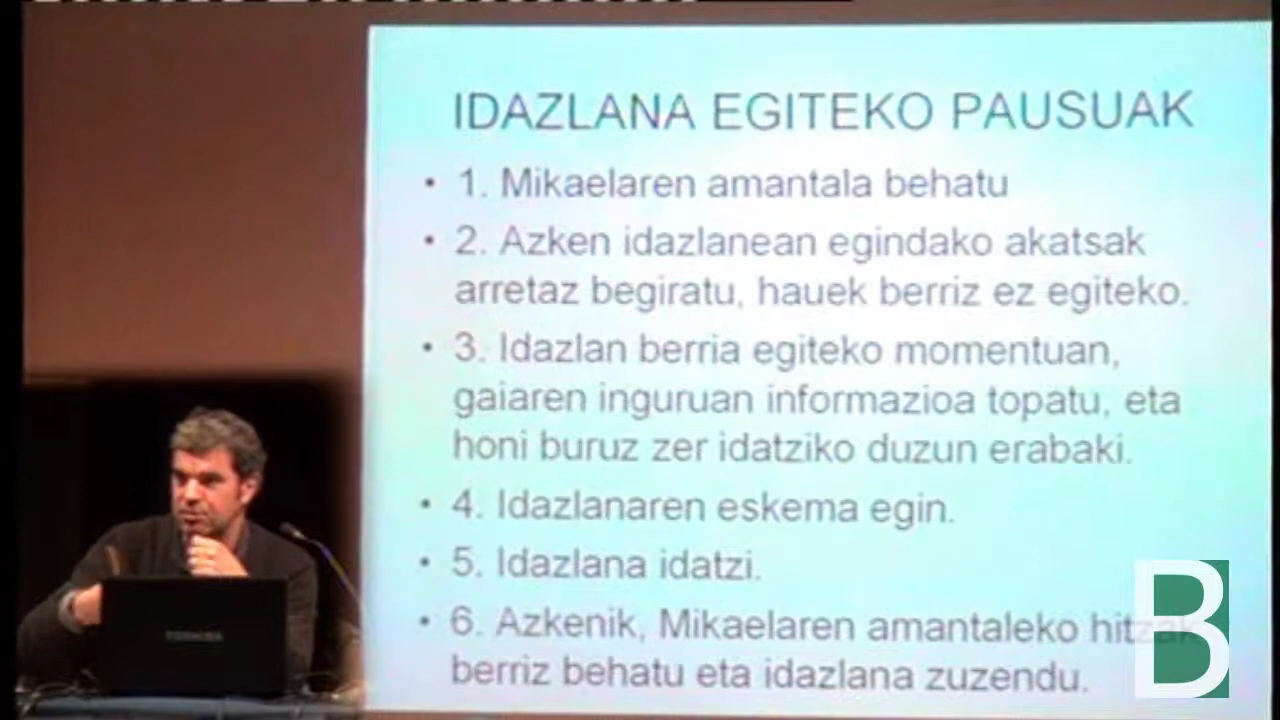 IDAZLANA EGITEKO PAUSUAK
• 1. Mikaelaren amantala behatu
• 2. Azken idazlanean egindako akatsak
arretaz begiratu, hauek berriz ez egiteko.
• 3. Idazlan berria egiteko momentuan,
gaiaren inguruan informazioa topatu, eta
honi buruz zer idatziko duzun erabaki.
• 4. Idazlanaren eskema egin.
• 5. Idazlana idatzi.
• 6. Azkenik, Mikaelaren amantaleko hitzak
berriz behatu eta idazlana zuzendu.
TOSHIBA
B